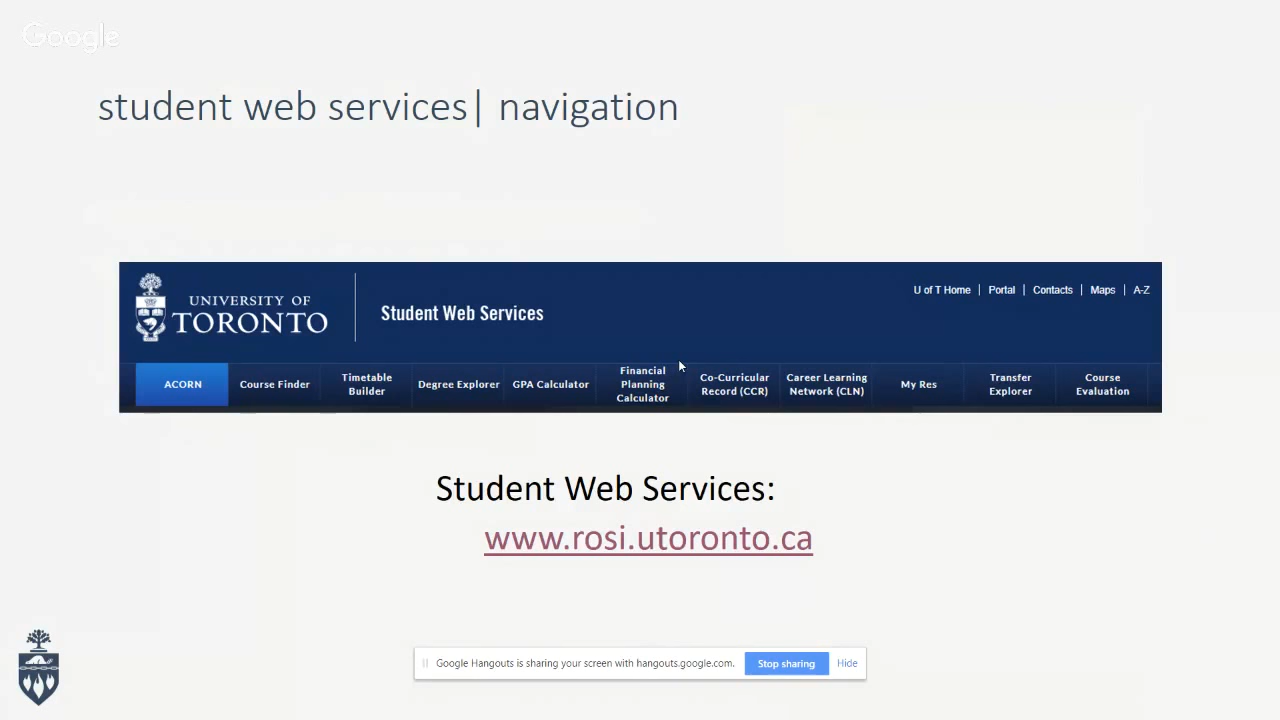 Google
student web services| navigation
UNIVERSITY OF
TORONTO
Student Web Services
U of T Home | Portal | Contacts | Maps | A-Z
ACORN
Course Finder
Timetable
Builder
Degree Explorer
GPA Calculator
Financial
Planning
Calculator
Co-Curricular
Record (CCR)
Career Learning
Network (CLN)
My Res
Transfer
Explorer
Course
Evaluation
Student Web Services:
www.rosi.utoronto.ca
Google Hangouts is sharing your screen with hangouts.google.com. Stop sharing Hide